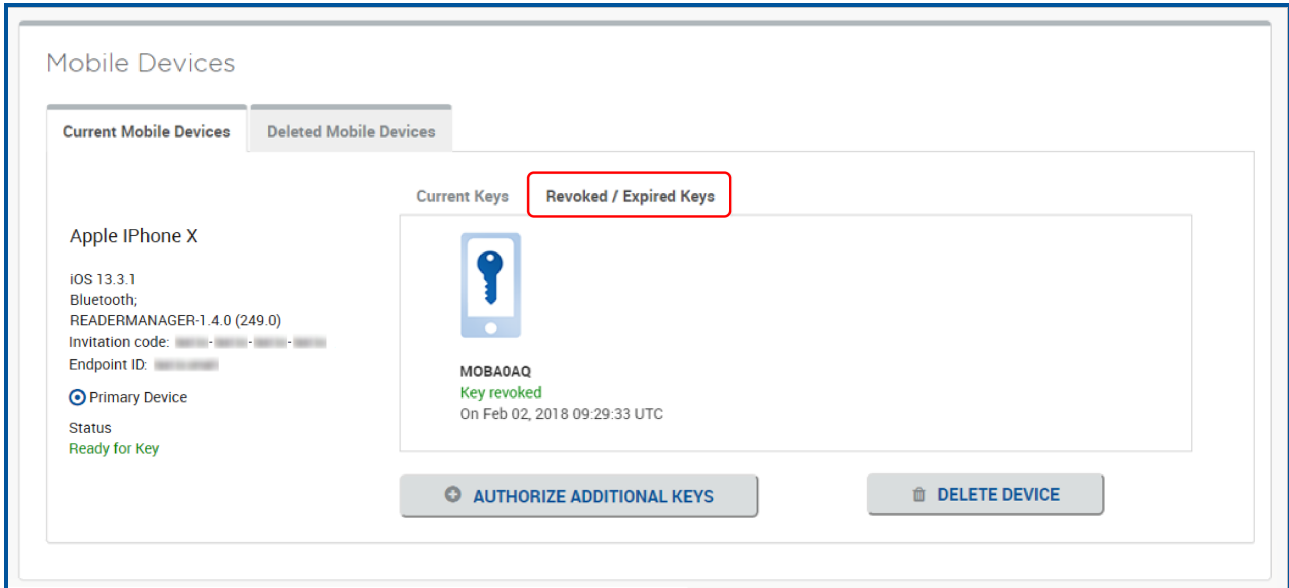 Mobile Devices
Current Mobile Devices
Deleted Mobile Devices
Current Keys
Revoked / Expired Keys
Apple IPhone X
iOS 13.3.1
Bluetooth;
READERMANAGER-1.4.0 (249.0)
Invitation code:
Endpoint ID:
Primary Device
Status
Ready for Key
MOBA0AQ
Key revoked
On Feb 02, 2018 09:29:33 UTC
AUTHORIZE ADDITIONAL KEYS
DELETE DEVICE